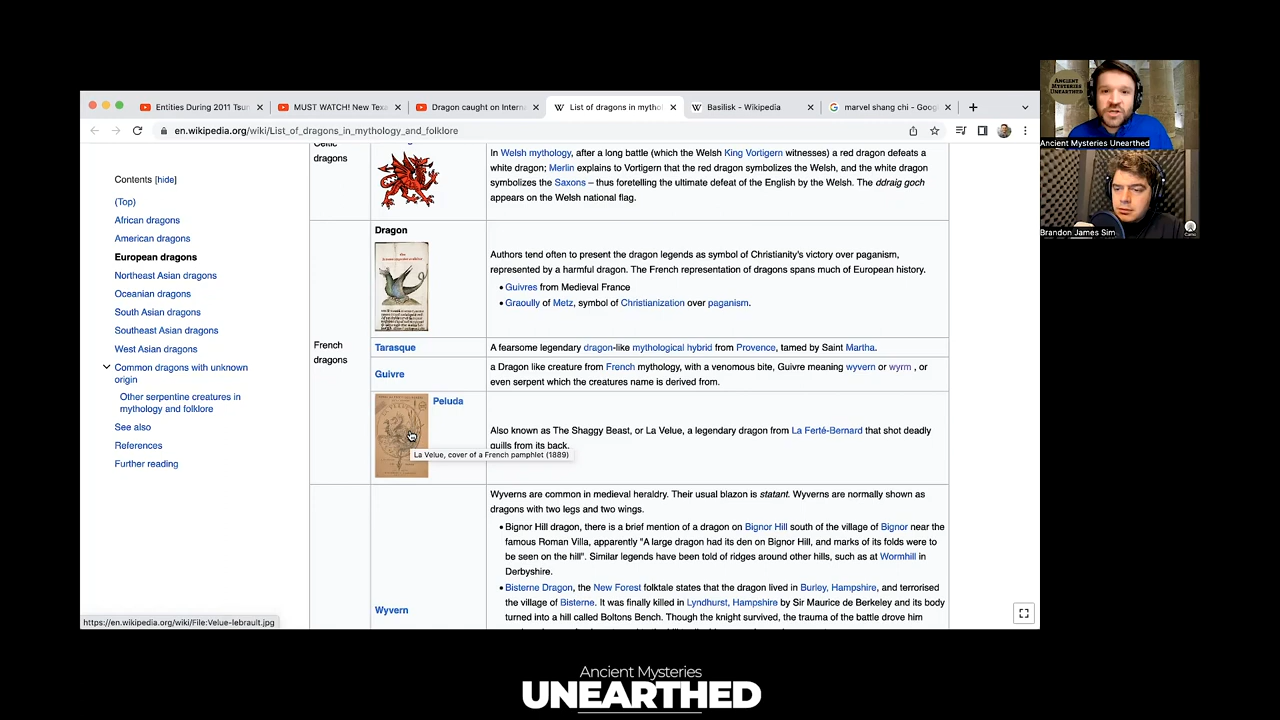 Entities During 2011 Tsun
MUST WATCH! New Texa
Dragon caught on Interna
List of dragons in mytho
Basilisk - Wikipedia
marvel shang chi - Goog
en.wikipedia.org/wiki/List_of_dragons_in_mythology_and_folklore
Contents [hide]
(Top)
African dragons
American dragons
European dragons
Northeast Asian dragons
Oceanian dragons
South Asian dragons
Southeast Asian dragons
West Asian dragons
Common dragons with unknown
origin
Other serpentine creatures in
mythology and folklore
See also
References
Further reading
Celtic
dragons
In Welsh mythology, after a long battle (which the Welsh King Vortigern witnesses) a red dragon defeats a
white dragon; Merlin explains to Vortigern that the red dragon symbolizes the Welsh, and the white dragon
symbolizes the Saxons – thus foretelling the ultimate defeat of the English by the Welsh. The ddraig goch
appears on the Welsh national flag.
French
dragons
Dragon
Authors tend often to present the dragon legends as symbol of Christianity's victory over paganism,
represented by a harmful dragon. The French representation of dragons spans much of European history.
• Guivres from Medieval France
• Graoully of Metz, symbol of Christianization over paganism.
Tarasque
A fearsome legendary dragon-like mythological hybrid from Provence, tamed by Saint Martha.
Guivre
a Dragon like creature from French mythology, with a venomous bite, Guivre meaning wyvern or wyrm , or
even serpent which the creatures name is derived from.
Peluda
Also known as The Shaggy Beast, or La Velue, a legendary dragon from La Ferté-Bernard that shot deadly
quills from its back.
La Velue, cover of a French pamphlet (1889)
Wyvern
Wyverns are common in medieval heraldry. Their usual blazon is statant. Wyverns are normally shown as
dragons with two legs and two wings.
• Bignor Hill dragon, there is a brief mention of a dragon on Bignor Hill south of the village of Bignor near the
famous Roman Villa, apparently "A large dragon had its den on Bignor Hill, and marks of its folds were to
be seen on the hill". Similar legends have been told of ridges around other hills, such as at Wormhill in
Derbyshire.
• Bisterne Dragon, the New Forest folktale states that the dragon lived in Burley, Hampshire, and terrorised
the village of Bisterne. It was finally killed in Lyndhurst, Hampshire by Sir Maurice de Berkeley and its body
turned into a hill called Boltons Bench. Though the knight survived, the trauma of the battle drove him
https://en.wikipedia.org/wiki/File:Velue-lebrault.jpg
ANCIENT
MYSTERIES
UNEARTHED
Ancient Mysteries Unearthed
Brandon James Sim
Ancient Mysteries
UNEARTHED